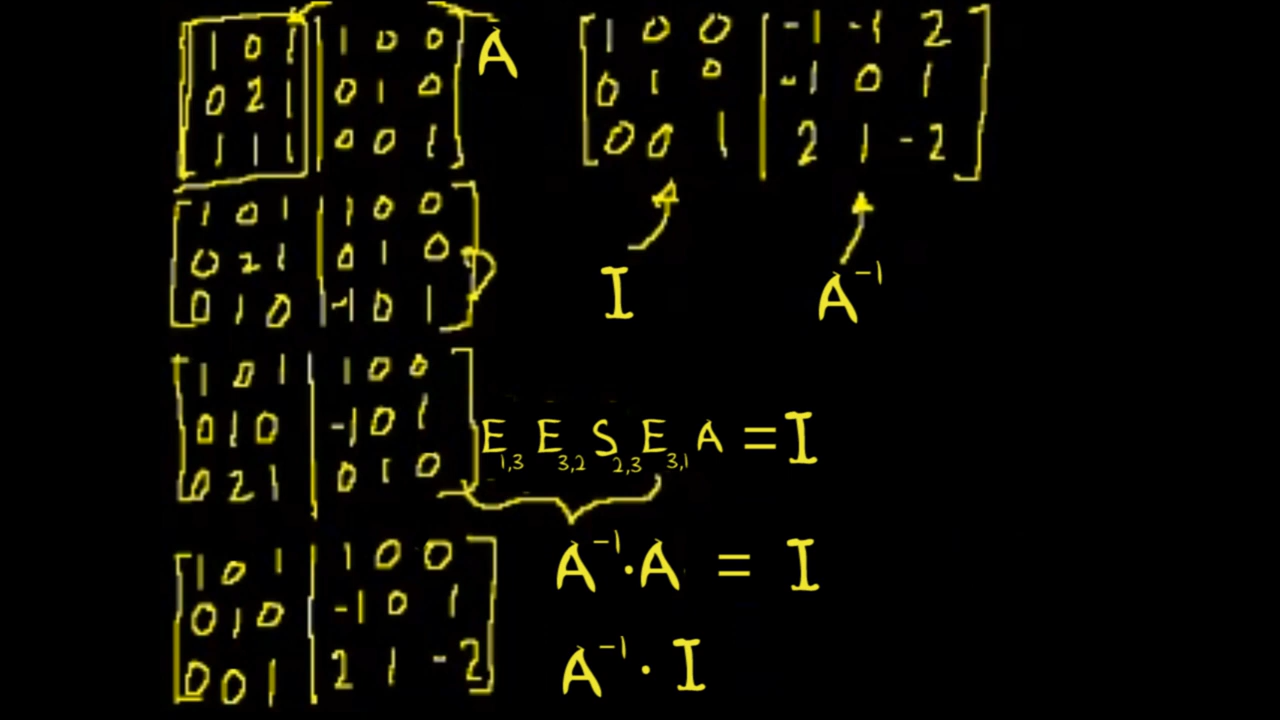 1 0 1 | 1 0 0
0 2 1 | 0 1 0
1 1 1 | 0 0 1
A
1 0 1 | 1 0 0
0 2 1 | 0 1 0
0 1 0 | -1 0 1
1 0 1 | 1 0 0
0 1 0 | -1 0 1
0 2 1 | 0 1 0
1 0 1 | 1 0 0
0 1 0 | -1 0 1
0 0 1 | 2 1 -2
1 0 0 | -1 -1 2
0 1 0 | -1 0 1
0 0 1 | 2 1 -2
I
A⁻¹
E₁,₃ E₃,₂ S₂,₃ E₃,₁ A = I
A⁻¹·A = I
A⁻¹·I